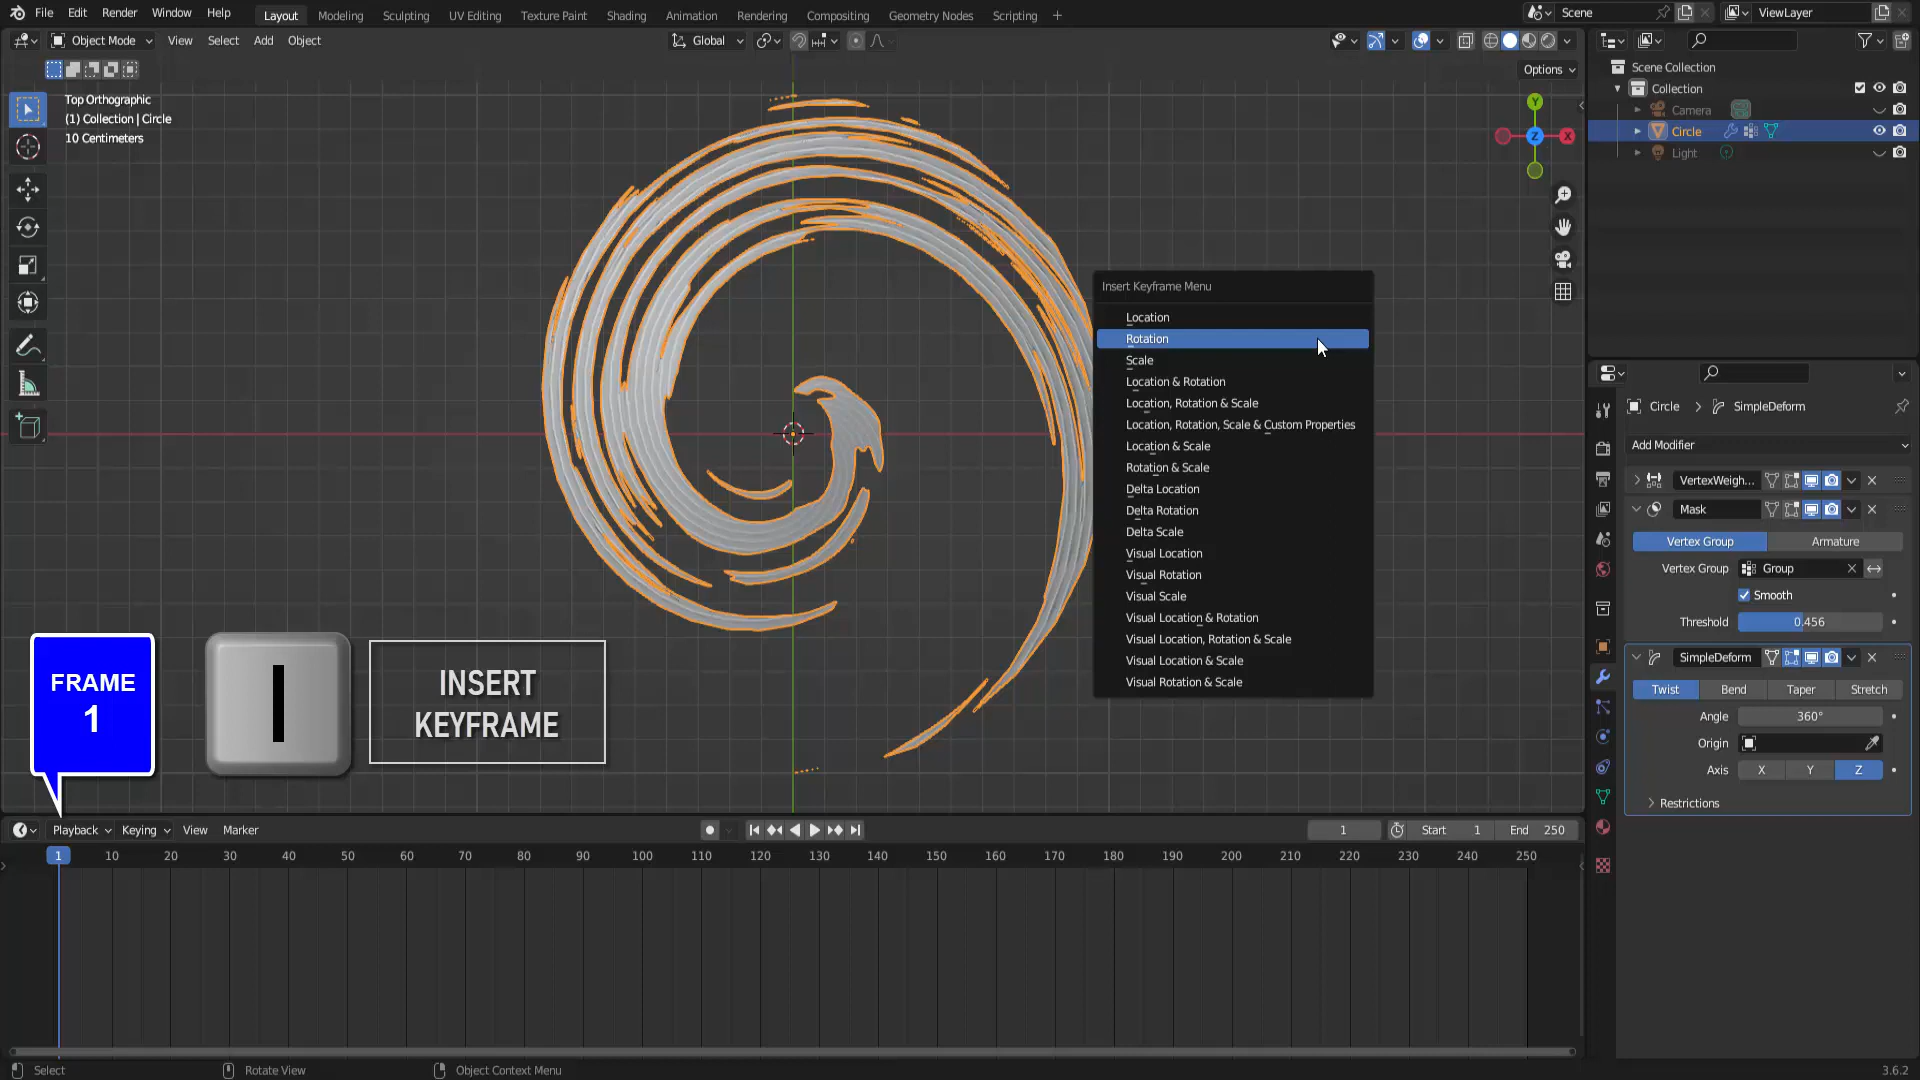 File Edit Render Window Help
Layout Modeling Sculpting UV Editing Texture Paint Shading Animation Rendering Compositing Geometry Nodes Scripting +
Scene
ViewLayer
Object Mode View Select Add Object
Global
Options
Top Orthographic
(1) Collection | Circle
10 Centimeters
Y
Z
X
Scene Collection
Collection
Camera
Circle
Light
Insert Keyframe Menu
Location
Rotation
Scale
Location & Rotation
Location, Rotation & Scale
Location, Rotation, Scale & Custom Properties
Location & Scale
Rotation & Scale
Delta Location
Delta Rotation
Delta Scale
Visual Location
Visual Rotation
Visual Scale
Visual Location & Rotation
Visual Location, Rotation & Scale
Visual Location & Scale
Visual Rotation & Scale
Circle > SimpleDeform
Add Modifier
VertexWeigh...
Mask
Vertex Group Armature
Vertex Group Group
Smooth
Threshold 0.456
SimpleDeform
Twist Bend Taper Stretch
Angle 360°
Origin
Axis X Y Z
Restrictions
FRAME
1
I
INSERT
KEYFRAME
Playback Keying View Marker
1 Start 1 End 250
1 10 20 30 40 50 60 70 80 90 100 110 120 130 140 150 160 170 180 190 200 210 220 230 240 250
Select Rotate View Object Context Menu
3.6.2